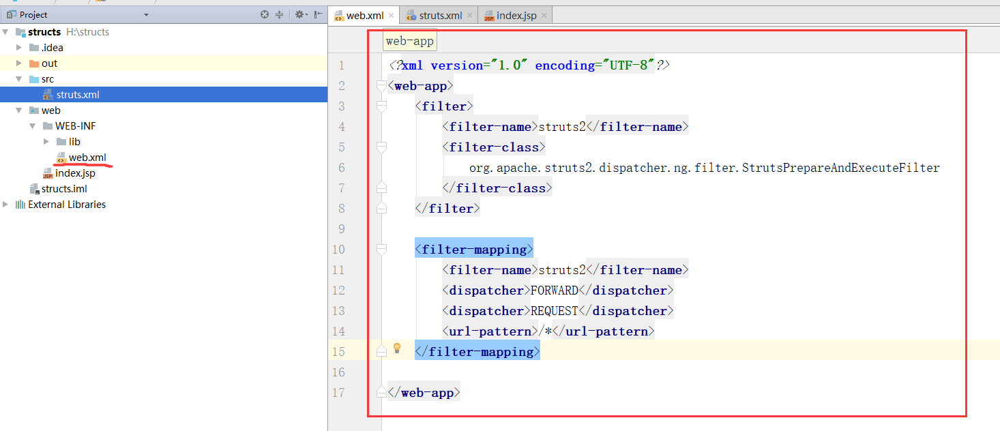 Project
structs H:\structs
.idea
out
src
struts.xml
web
WEB-INF
lib
web.xml
index.jsp
structs.iml
External Libraries
web.xml struts.xml index.jsp
web-app
1 <?xml version="1.0" encoding="UTF-8"?>
2 <web-app>
3 <filter>
4 <filter-name>struts2</filter-name>
5 <filter-class>
6 org.apache.struts2.dispatcher.ng.filter.StrutsPrepareAndExecuteFilter
7 </filter-class>
8 </filter>
9
10 <filter-mapping>
11 <filter-name>struts2</filter-name>
12 <dispatcher>FORWARD</dispatcher>
13 <dispatcher>REQUEST</dispatcher>
14 <url-pattern>/*</url-pattern>
15 </filter-mapping>
16
17 </web-app>